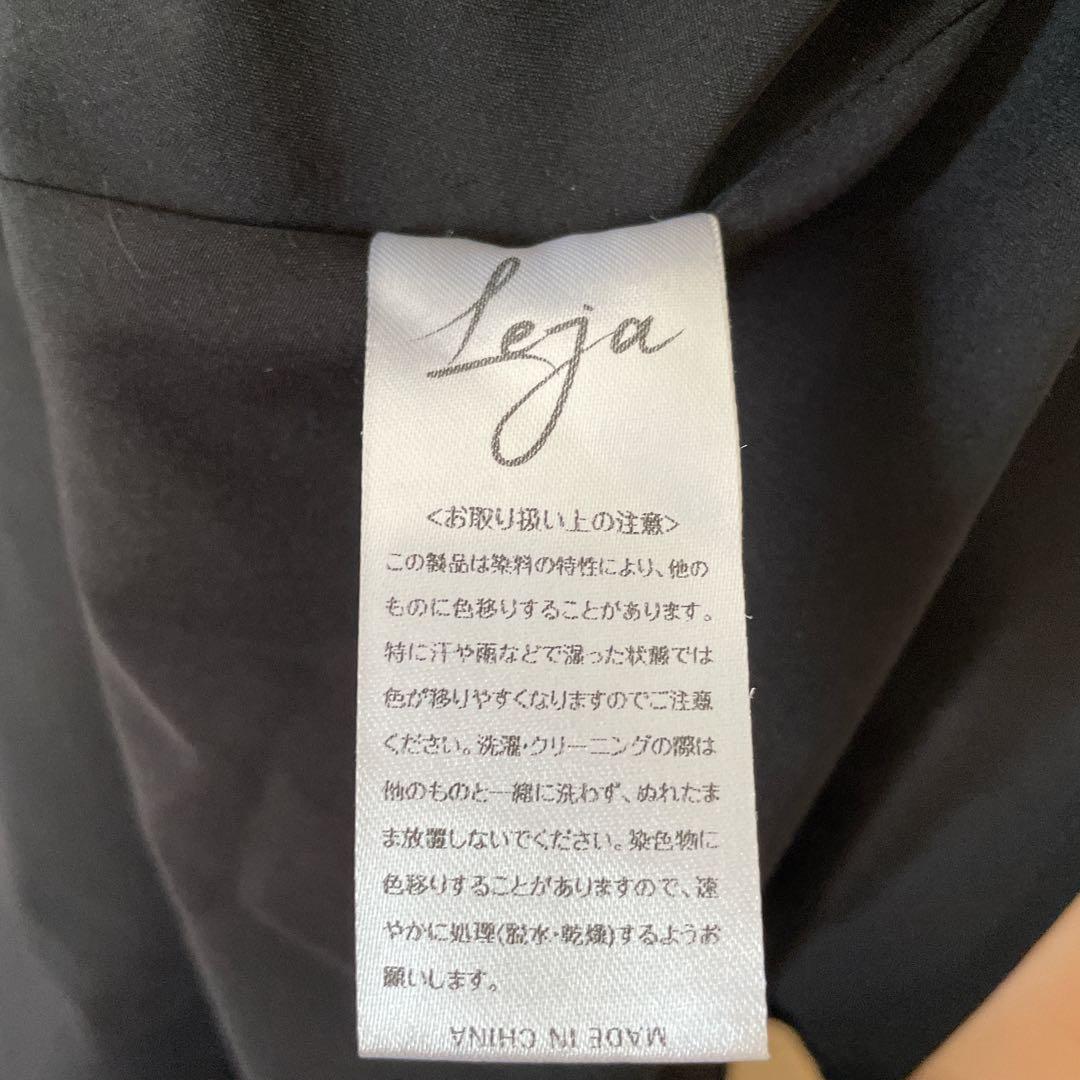 Leja
<お取り扱い上の注意>
この製品は染料の特性により、他の
ものに色移りすることがあります。
特に汗や雨などで湿った状態では
色が移りやすくなりますのでご注意
ください。洗濯・クリーニングの際は
他のものと一緒に洗わず、ぬれたま
ま放置しないでください。染色物に
色移りすることがありますので、速
やかに処理(脱水・乾燥)するようお
願いします。
MADE IN CHINA